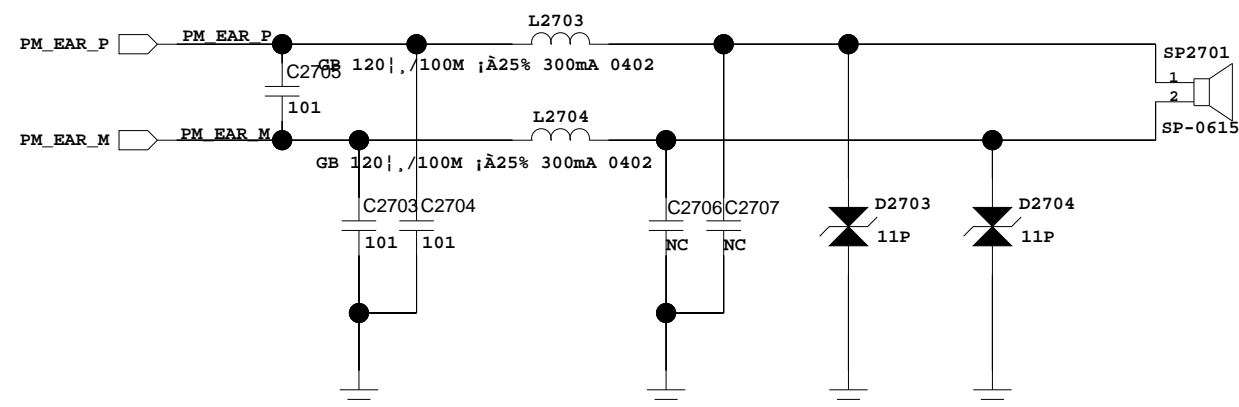 L2703
PM_EAR_P PM_EAR_P
SP2701
C2705
GB 120¦¸/100M ¡À25% 300mA 0402
1
101
2
L2704
PM_EAR_M PM_EAR_M
SP-0615
GB 120¦¸/100M ¡À25% 300mA 0402
C2703 C2704 C2706 C2707 D2703 D2704
101 101 NC NC 11P 11P